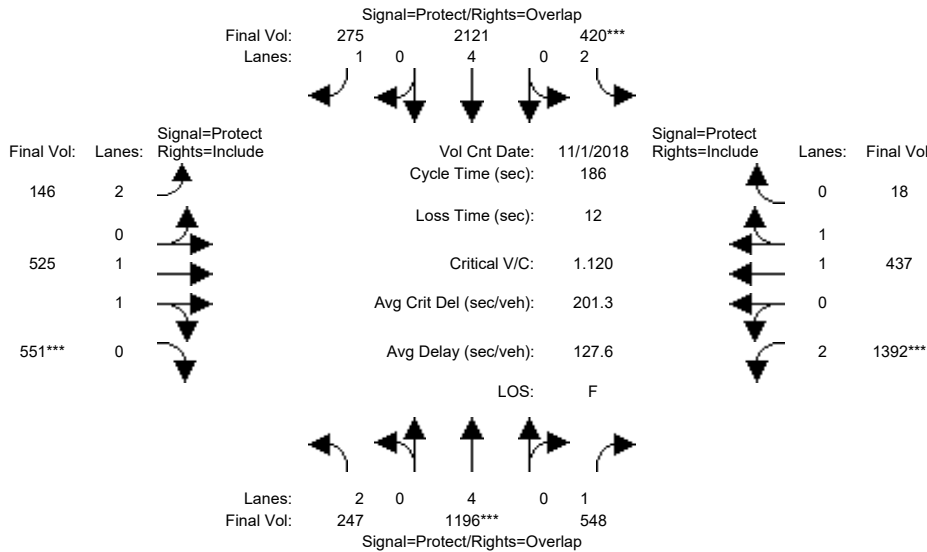 Signal=Protect/Rights=Overlap
Final Vol: 275 2121 420***
Lanes: 1 0 4 0 2
Signal=Protect
Final Vol: Lanes: Rights=Include
Vol Cnt Date: 11/1/2018
Signal=Protect
Rights=Include Lanes: Final Vol
Cycle Time (sec): 186
146 2
0 18
Loss Time (sec): 12
0
1
525 1
Critical V/C: 1.120
1 437
1
Avg Crit Del (sec/veh): 201.3
0
551*** 0
Avg Delay (sec/veh): 127.6
2 1392***
LOS: F
Lanes: 2 0 4 0 1
Final Vol: 247 1196*** 548
Signal=Protect/Rights=Overlap